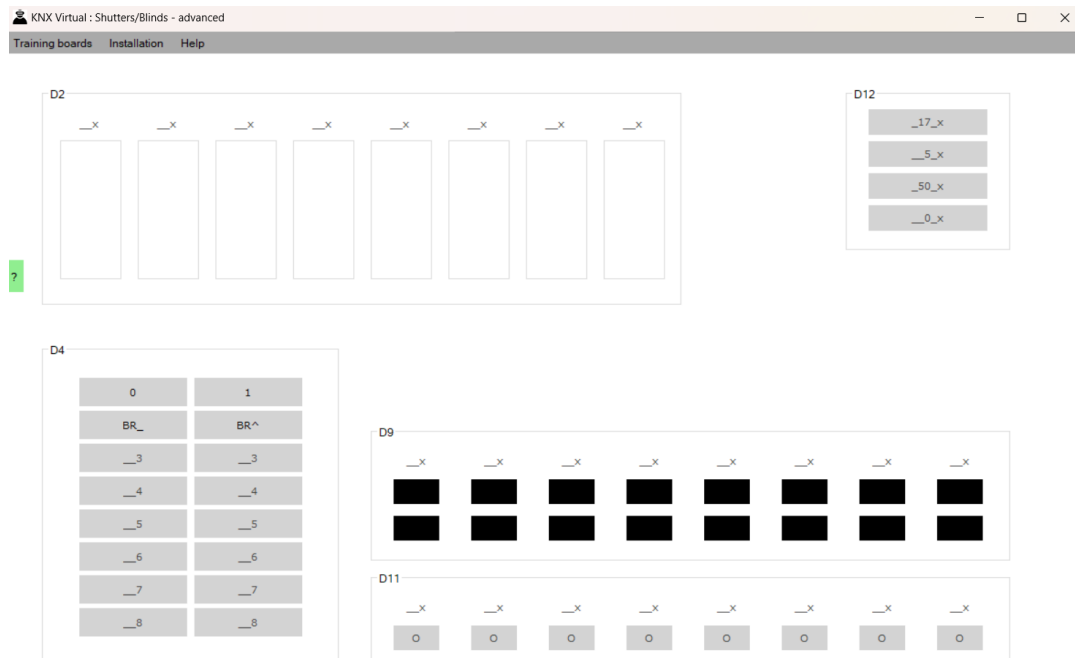 KNX Virtual : Shutters/Blinds - advanced
Training boards Installation Help
D2
__x __x __x __x __x __x __x __x
D12
_17_x
__5_x
_50_x
__0_x
?
D4
0 1
BR_ BR^
__3 __3
__4 __4
__5 __5
__6 __6
__7 __7
__8 __8
D9
__x __x __x __x __x __x __x __x
D11
__x __x __x __x __x __x __x __x
O O O O O O O O